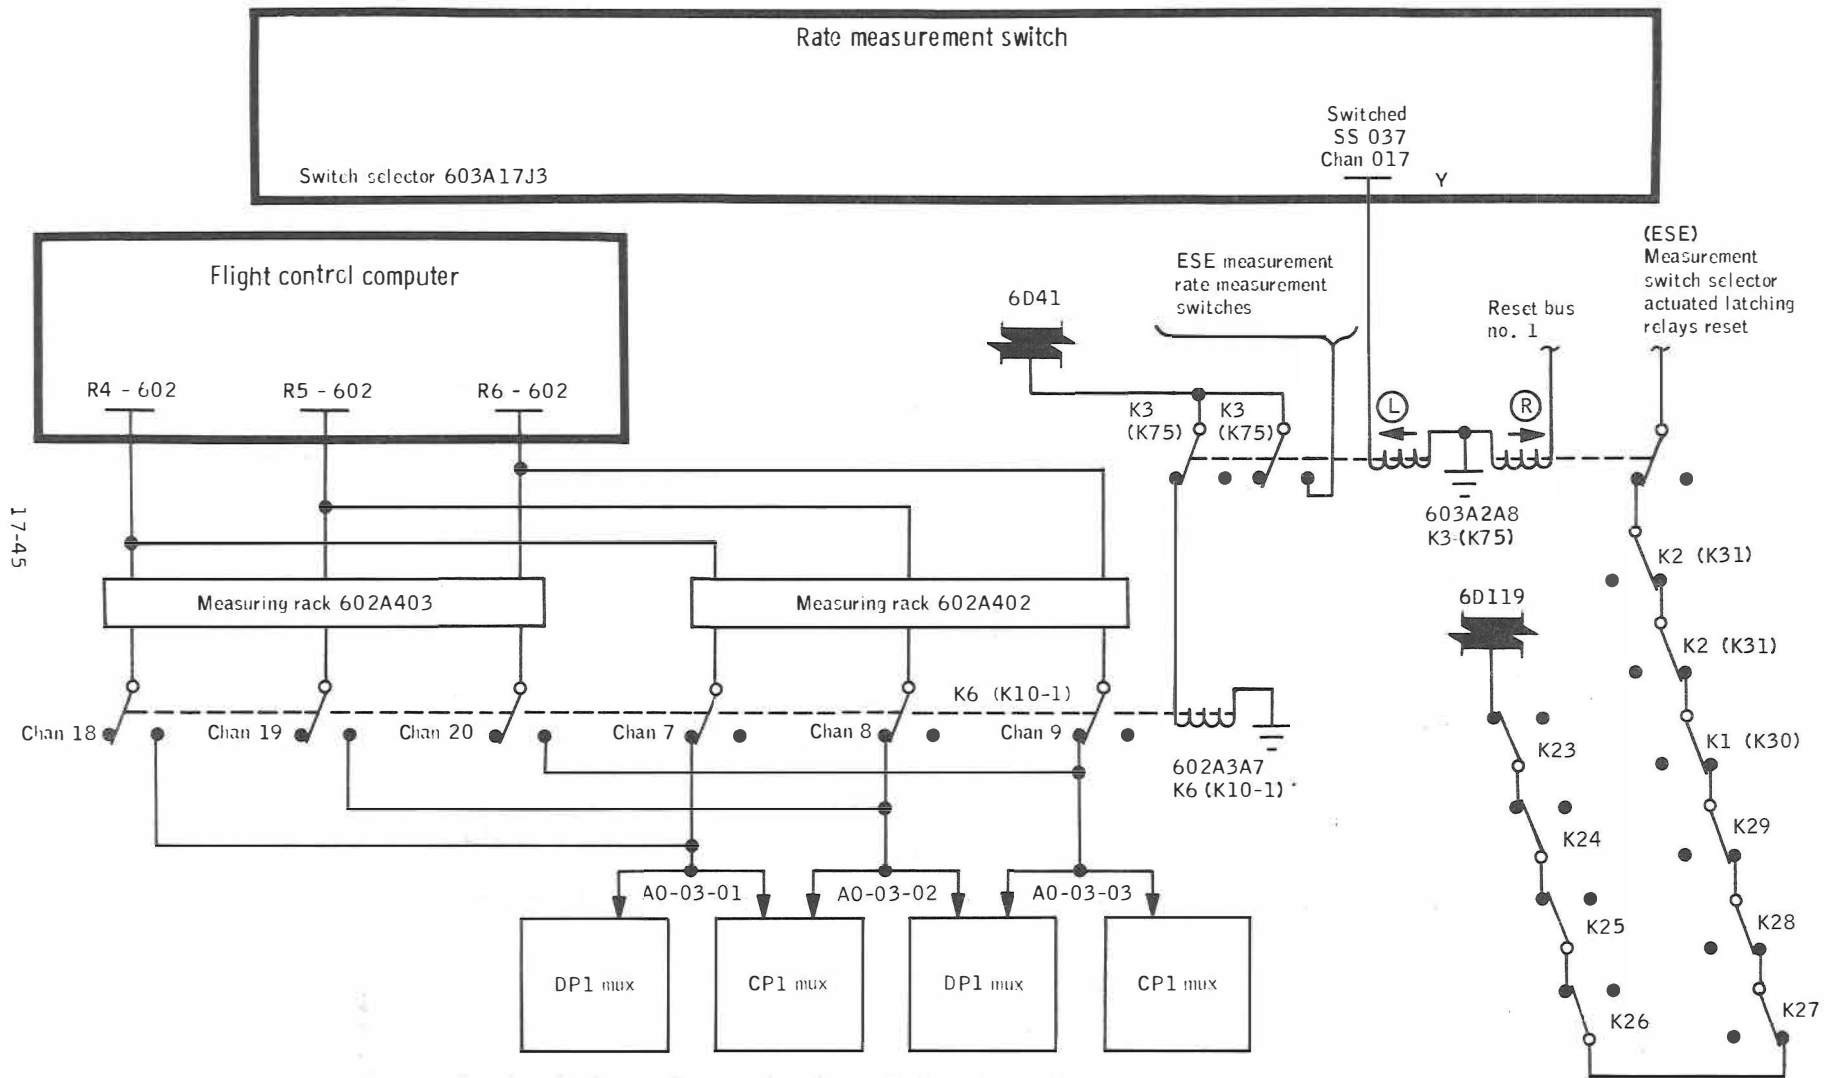 Rate measurement switch
Switched
SS 037
Chan 017
Y
Switch selector 603A17J3
Flight control computer
R4 - 602
R5 - 602
R6 - 602
6D41
ESE measurement
rate measurement
switches
Reset bus
no. 1
(ESE)
Measurement
switch selector
actuated latching
relays reset
K3
(K75)
K3
(K75)
L
R
603A2A8
K3-(K75)
17-45
Measuring rack 602A403
Measuring rack 602A402
K6 (K10-1)
Chan 18
Chan 19
Chan 20
Chan 7
Chan 8
Chan 9
602A3A7
K6 (K10-1)
6D119
K2 (K31)
K2 (K31)
K1 (K30)
K29
K28
K27
K23
K24
K25
K26
A0-03-01
A0-03-02
A0-03-03
DP1 mux
CP1 mux
DP1 mux
CP1 mux